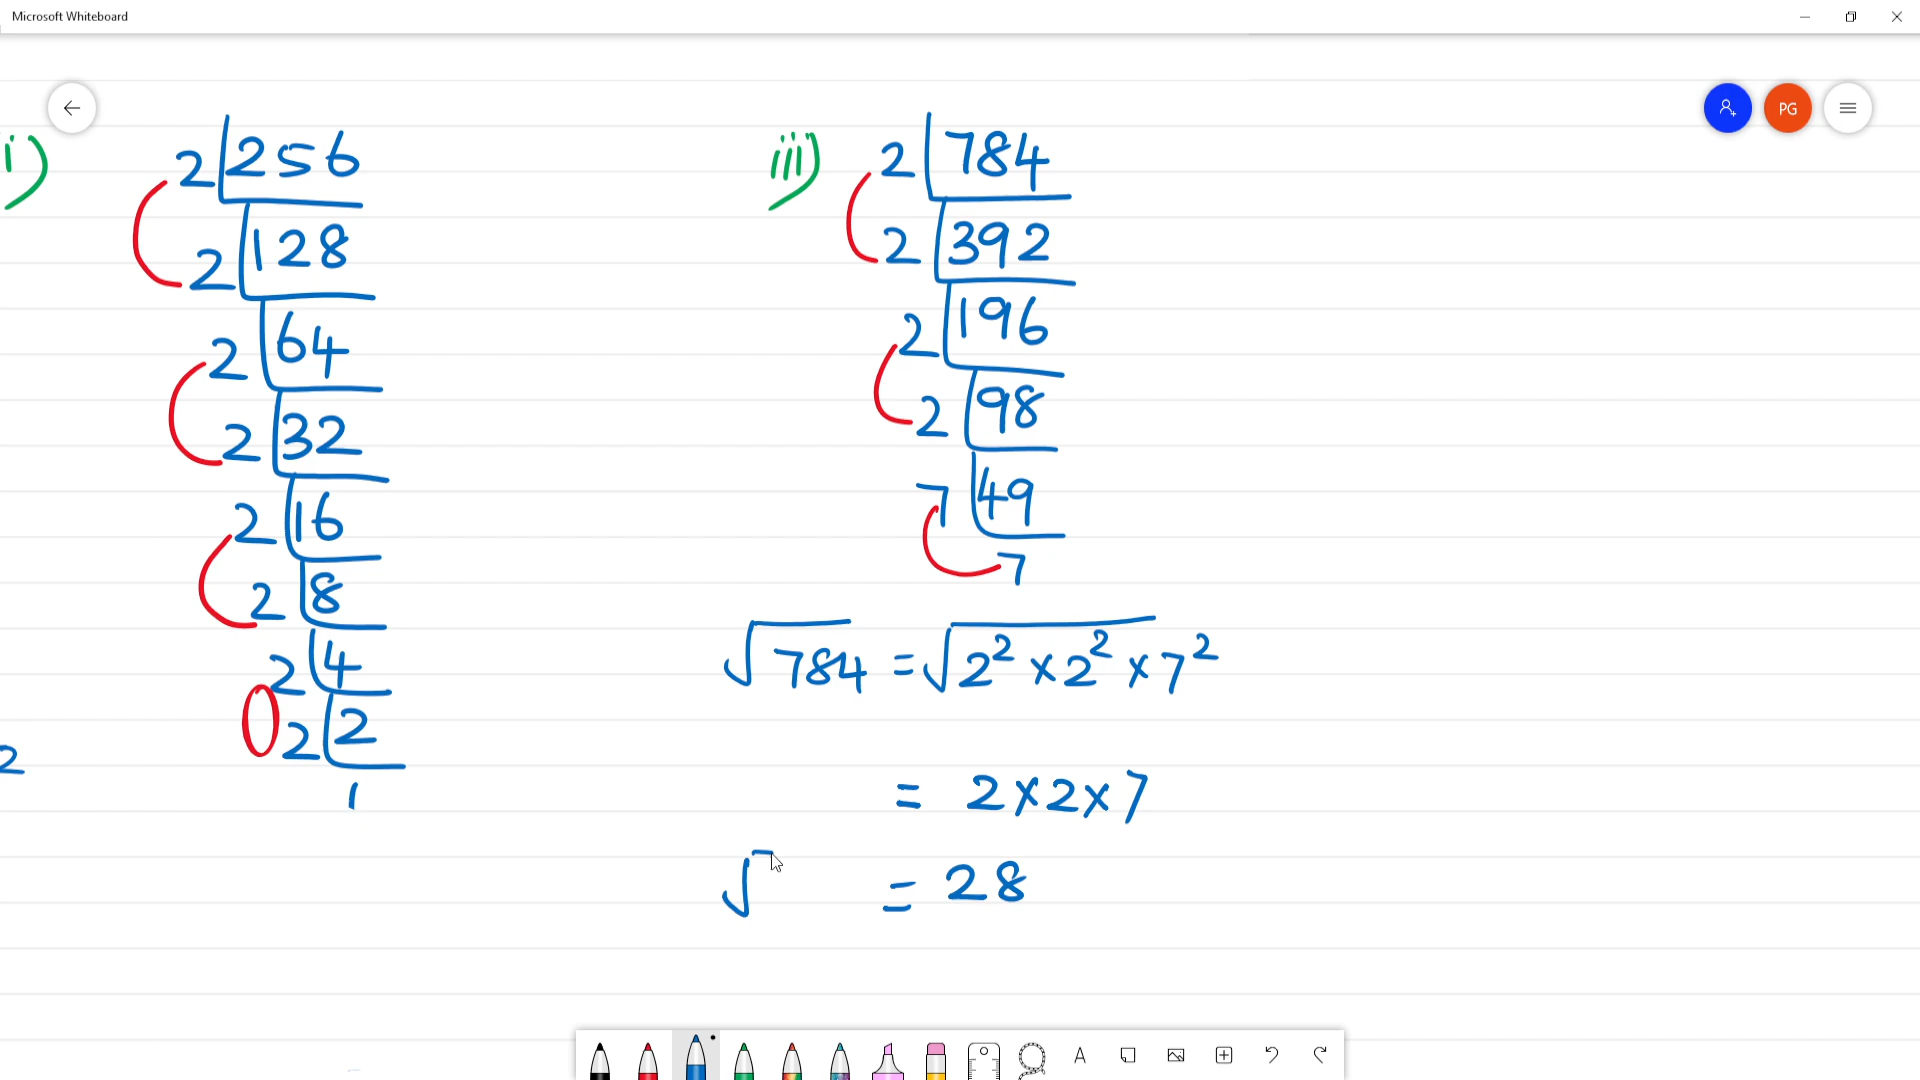 Microsoft Whiteboard
PG
i)
2 256
2 128
2 64
2 32
2 16
2 8
2 4
2 2
1
2
iii) 2 784
2 392
2 196
2 98
7 49
7
√784 = √2² × 2² × 7²
= 2 × 2 × 7
√ = 28
A